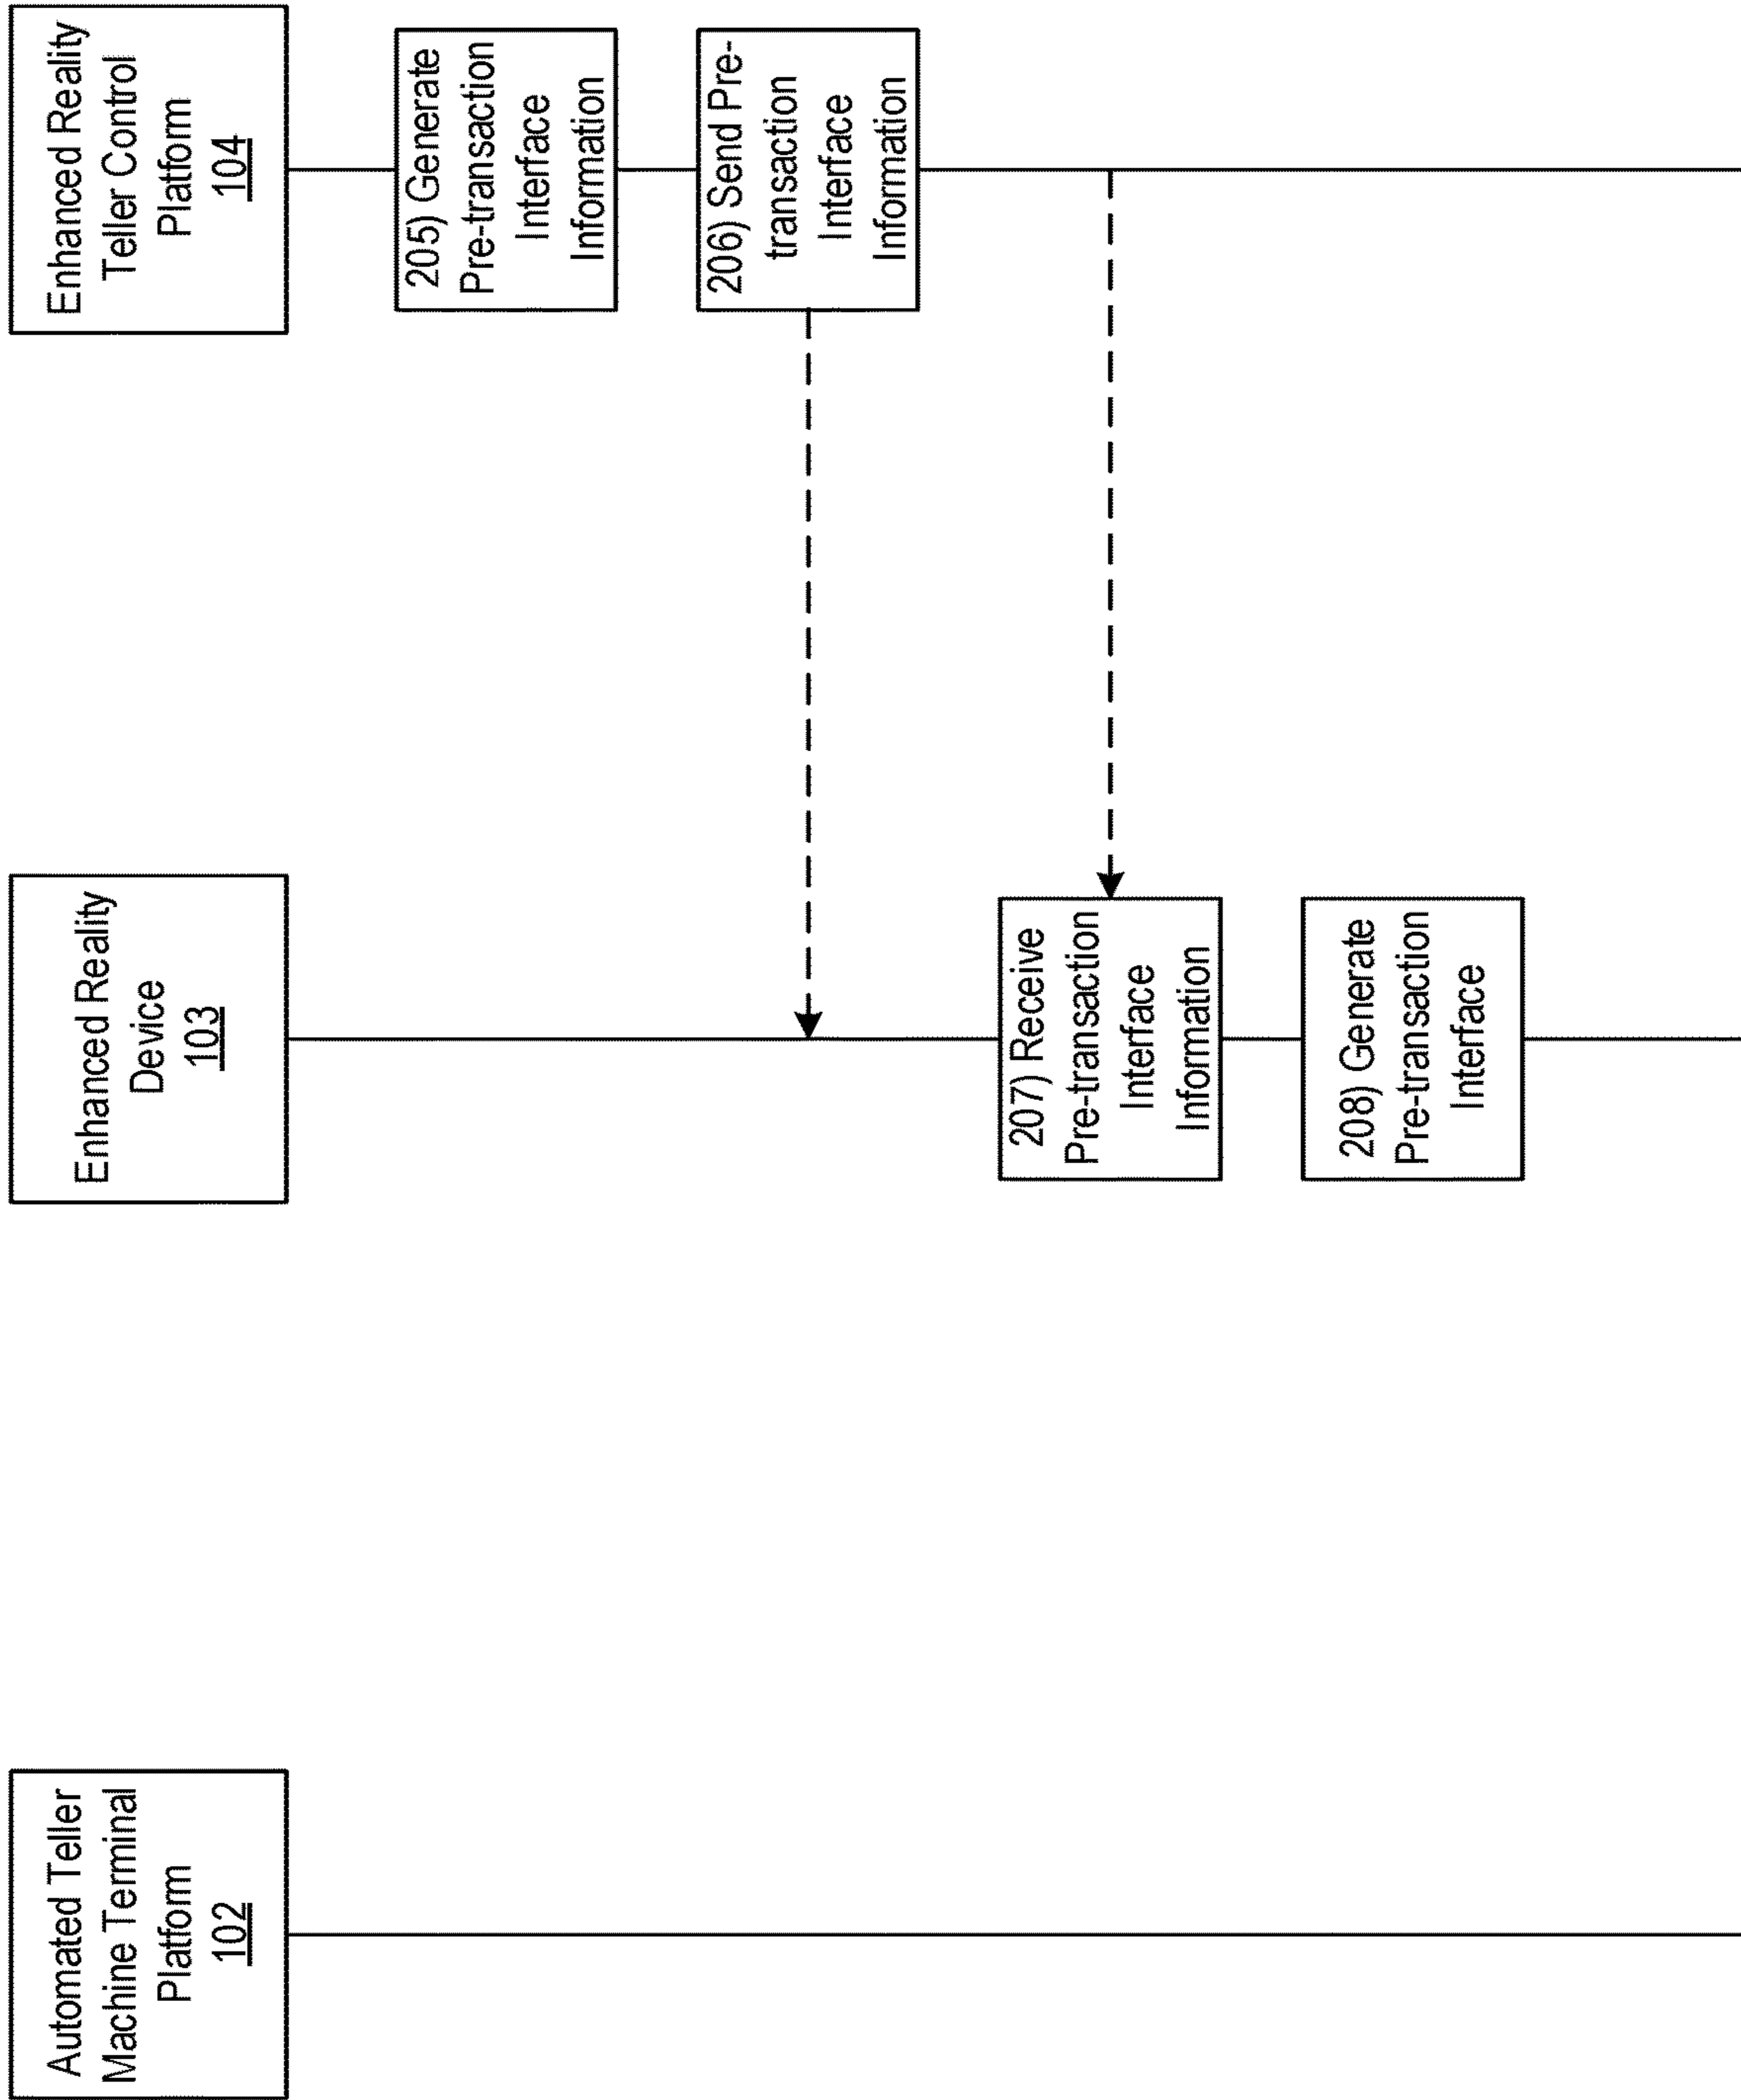 Automated Teller
Machine Terminal
Platform
102
Enhanced Reality
Device
103
Enhanced Reality
Teller Control
Platform
104
205) Generate
Pre-transaction
Interface
Information
206) Send Pre-
transaction
Interface
Information
207) Receive
Pre-transaction
Interface
Information
208) Generate
Pre-transaction
Interface